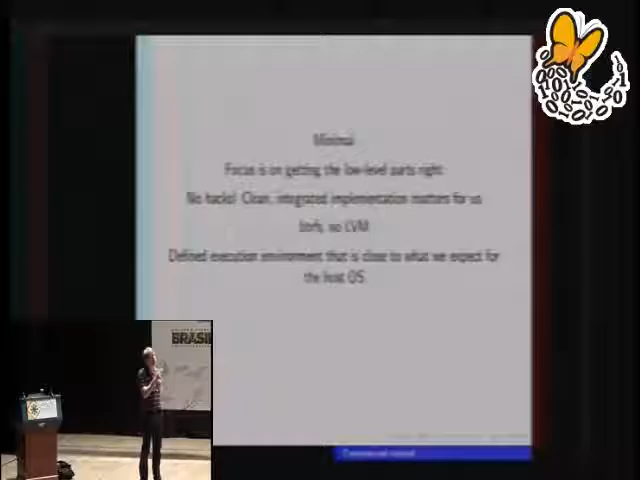 Minimal
Focus is on getting the low-level parts right
No hacks! Clean, integrated implementation matters for us
btrfs, no LVM
Defined execution environment that is close to what we expect for
the host OS.
BRASIL